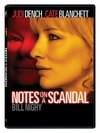 JUDI DENCH CATE BLANCHETT
NOTES ON A
SCANDAL
BILL NIGHY